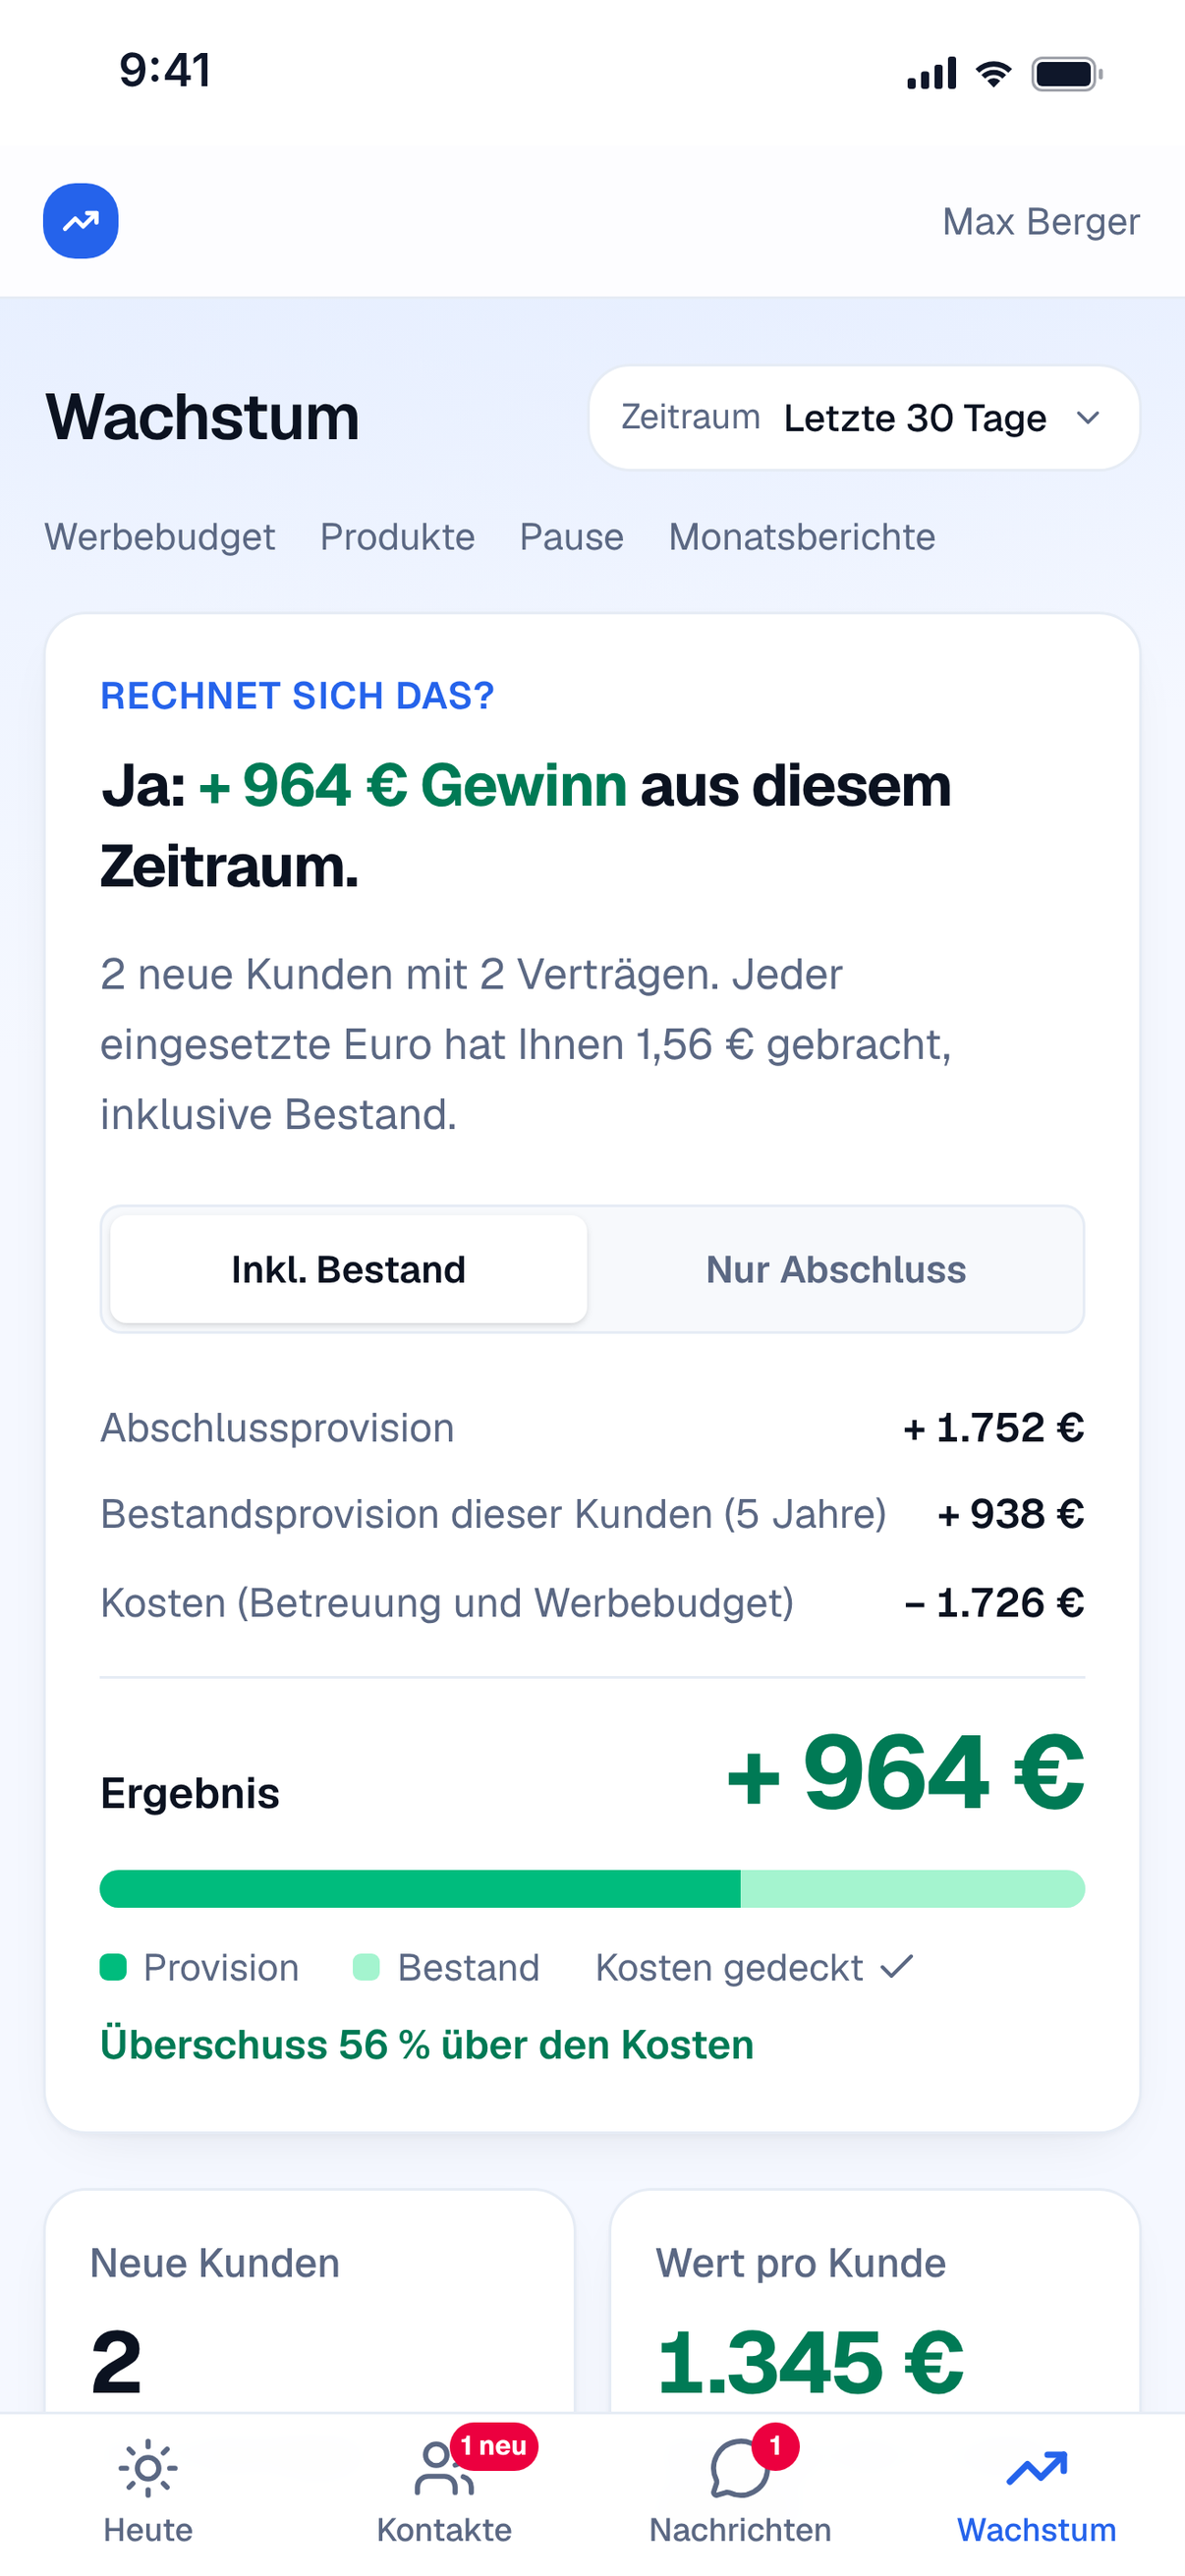 9:41
Max Berger
Wachstum
Zeitraum Letzte 30 Tage
Werbebudget Produkte Pause Monatsberichte
RECHNET SICH DAS?
Ja: + 964 € Gewinn aus diesem
Zeitraum.
2 neue Kunden mit 2 Verträgen. Jeder
eingesetzte Euro hat Ihnen 1,56 € gebracht,
inklusive Bestand.
Inkl. Bestand Nur Abschluss
Abschlussprovision + 1.752 €
Bestandsprovision dieser Kunden (5 Jahre) + 938 €
Kosten (Betreuung und Werbebudget) – 1.726 €
Ergebnis + 964 €
Provision Bestand Kosten gedeckt ✓
Überschuss 56 % über den Kosten
Neue Kunden Wert pro Kunde
2 1.345 €
1 neu 1
Heute Kontakte Nachrichten Wachstum